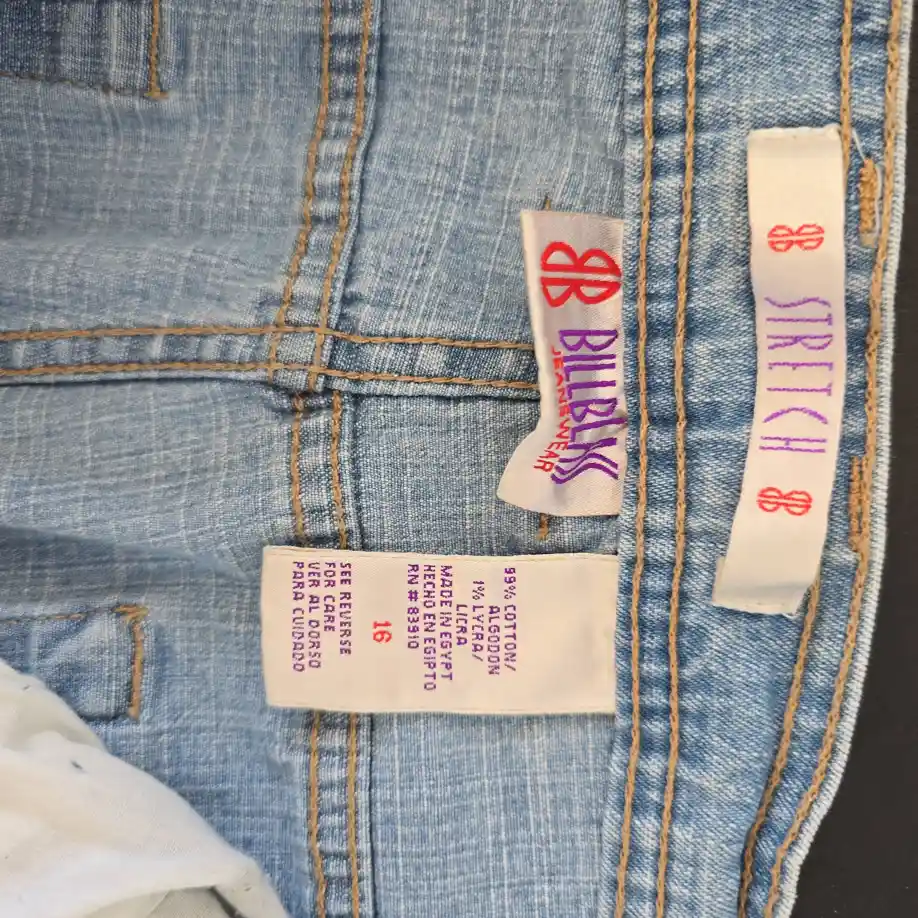 BB STRETCH BB
BB
BILL BLASS
JEANSWEAR
99% COTTON/
ALGODON
1% LYCRA/
LICRA
MADE IN EGYPT
HECHO EN EGIPTO
RN # 83910
16
SEE REVERSE
FOR CARE
VER AL DORSO
PARA CUIDADO